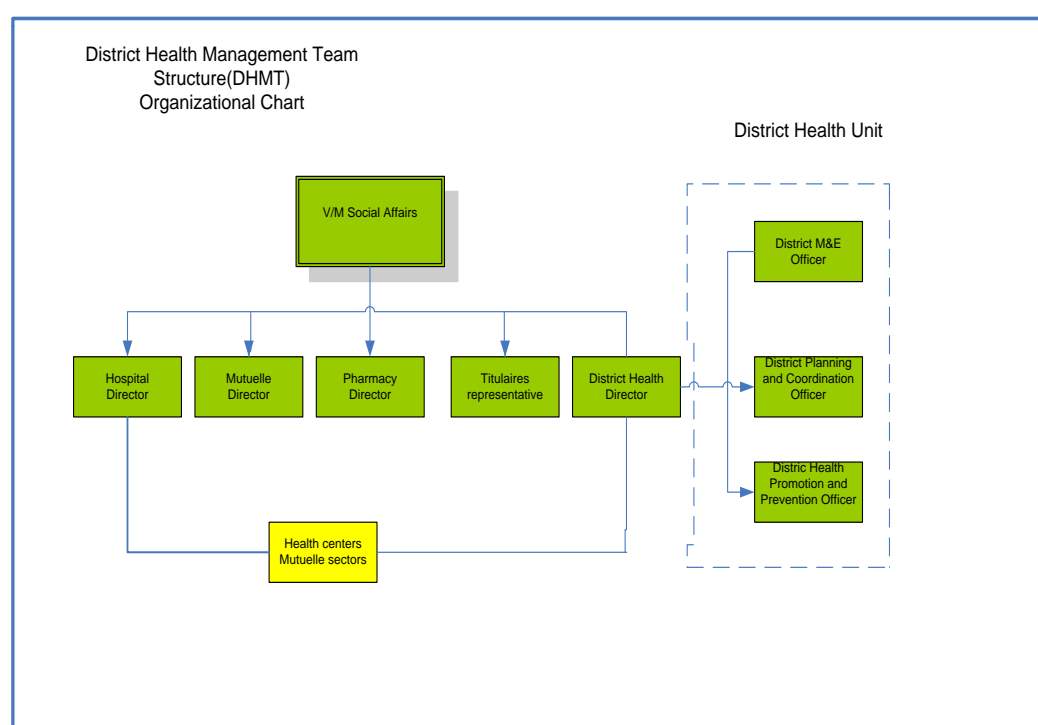 District Health Management Team
Structure(DHMT)
Organizational Chart
District Health Unit
V/M Social Affairs
District M&E
Officer
Hospital
Director
Mutuelle
Director
Pharmacy
Director
Titulaires
representative
District Health
Director
District Planning
and Coordination
Officer
Distric Health
Promotion and
Prevention Officer
Health centers
Mutuelle sectors